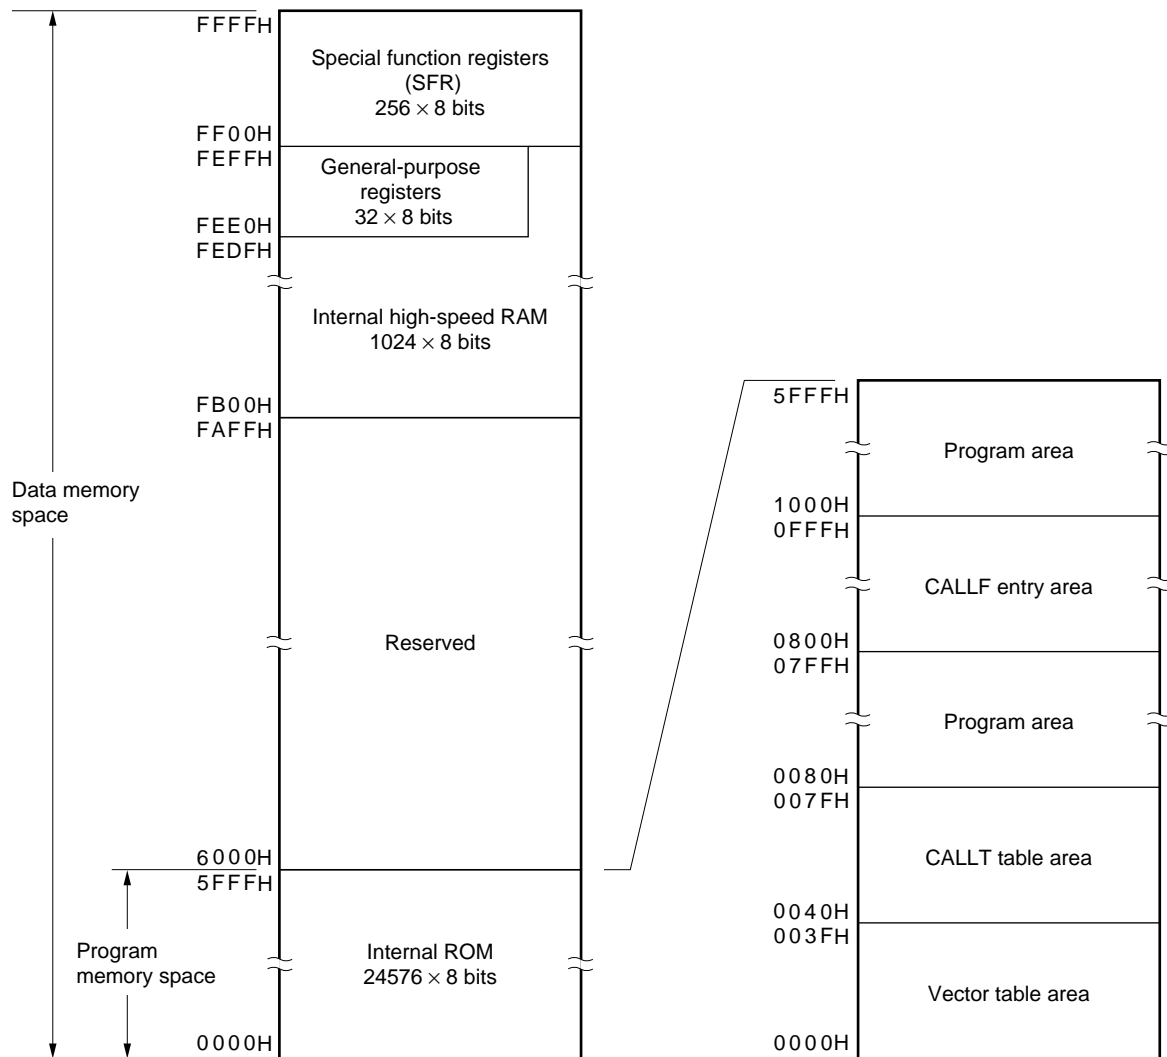 FFFFH
Special function registers
(SFR)
256 × 8 bits
FF00H
FEFFH
General-purpose
registers
32 × 8 bits
FEE0H
FEDFH
Internal high-speed RAM
1024 × 8 bits
FB00H
FAFFH
Data memory
space
Reserved
6000H
5FFFH
Program
memory space
Internal ROM
24576 × 8 bits
0000H
5FFFH
Program area
1000H
0FFFH
CALLF entry area
0800H
07FFH
Program area
0080H
007FH
CALLT table area
0040H
003FH
Vector table area
0000H